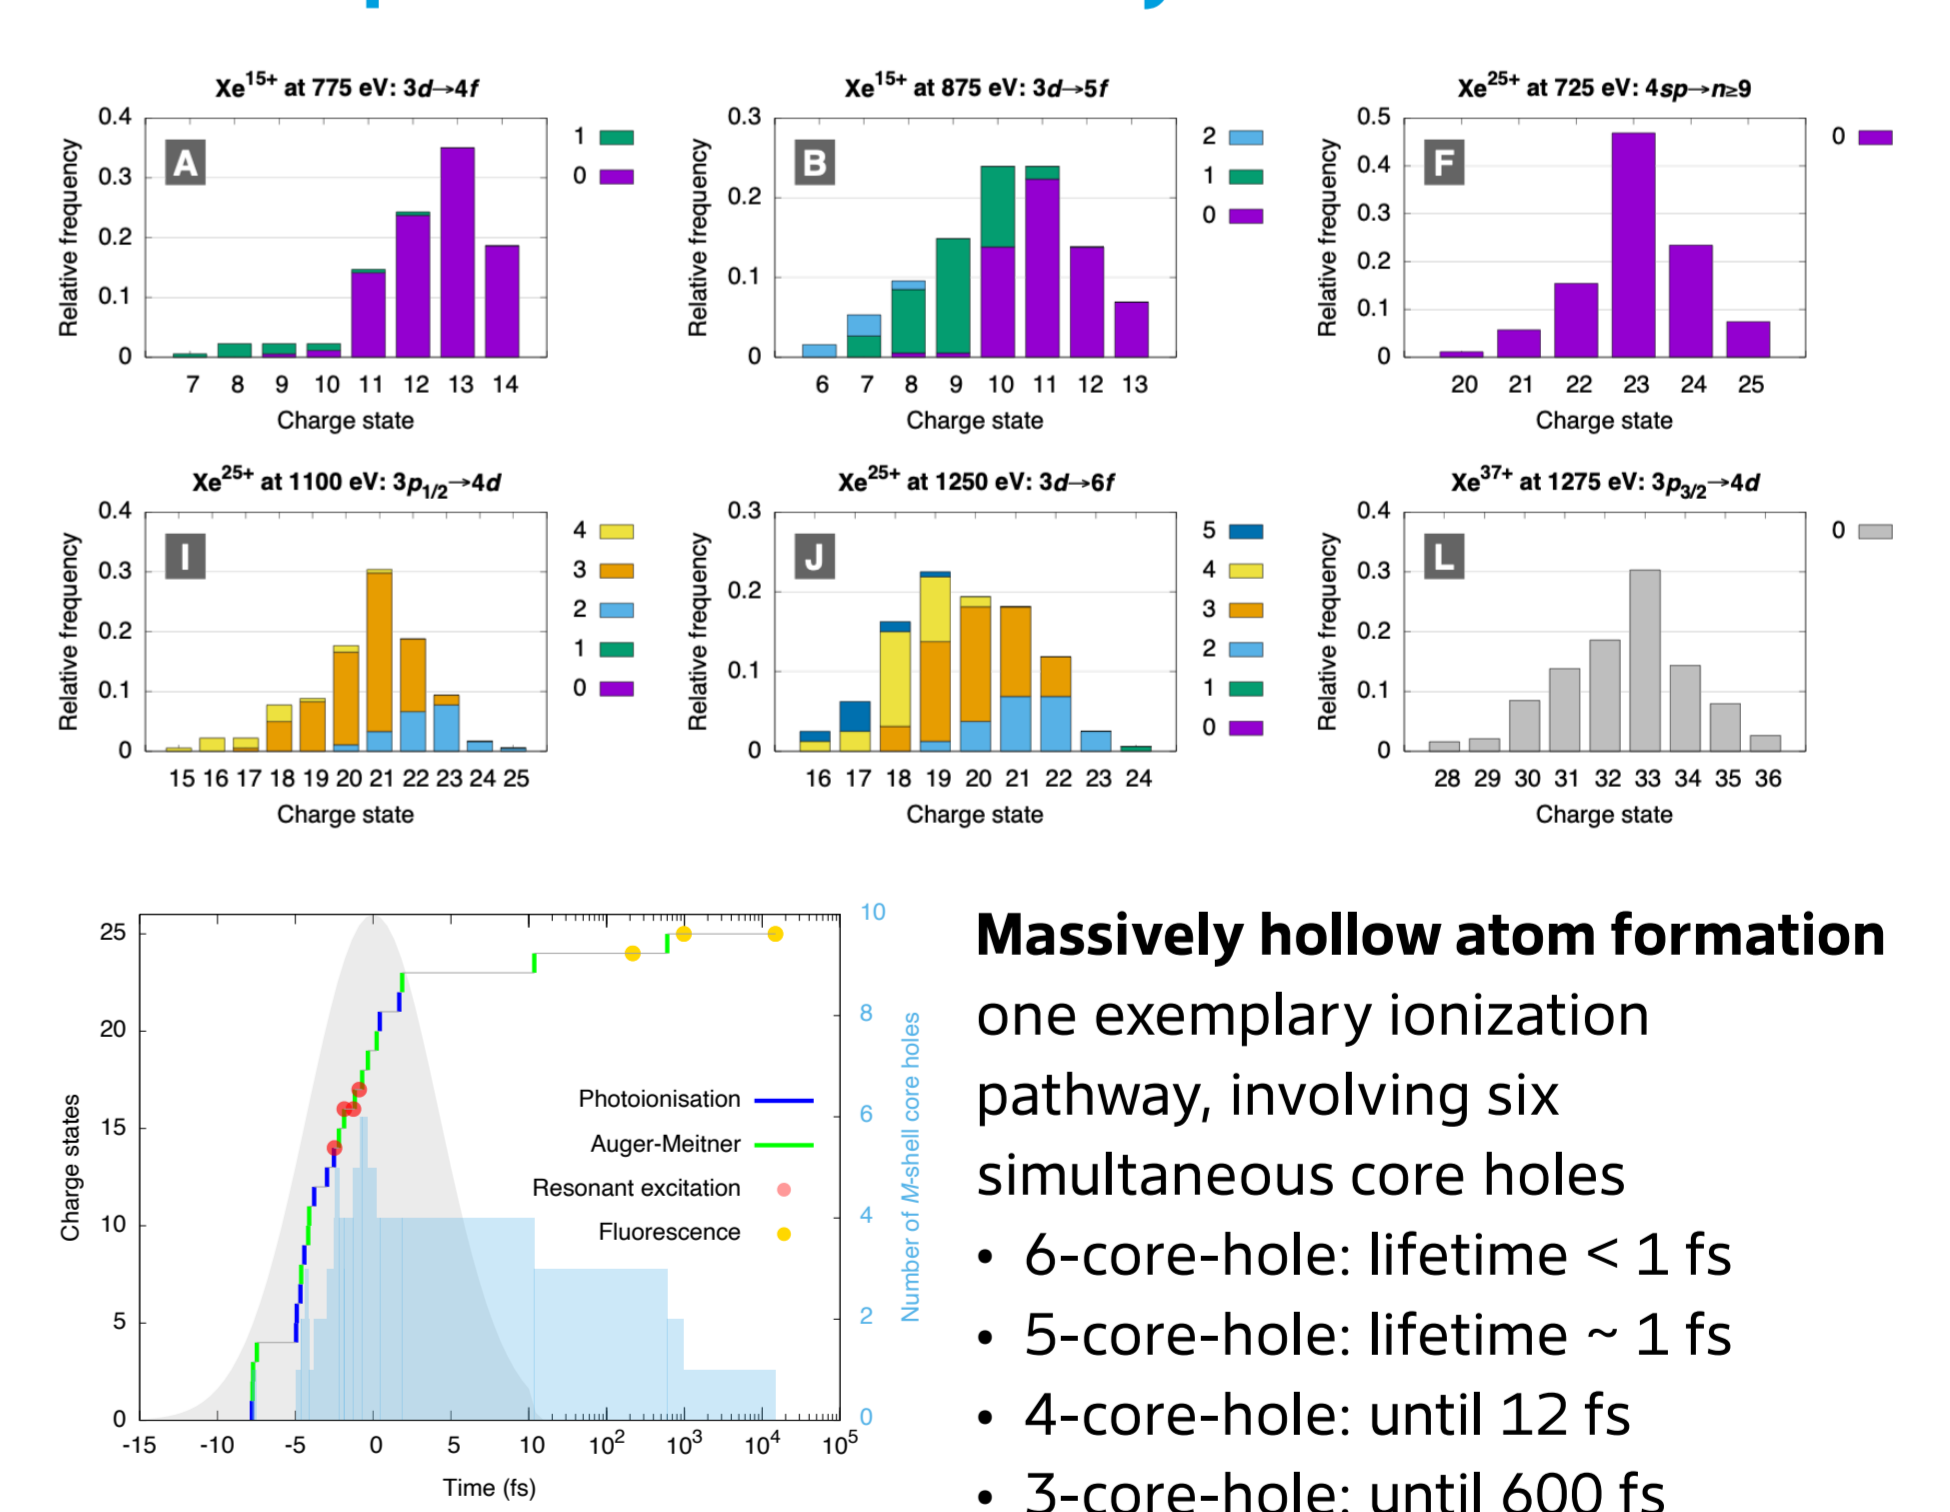 Xe15+ at 775 eV: 3d→4f
0.4
0.3
0.2
0.1
0
Relative frequency
A
1
0
7 8 9 10 11 12 13 14
Charge state
Xe15+ at 875 eV: 3d→5f
0.3
0.2
0.1
0
Relative frequency
B
2
1
0
6 7 8 9 10 11 12 13
Charge state
Xe25+ at 725 eV: 4sp→n≥9
0.5
0.4
0.3
0.2
0.1
0
Relative frequency
F
0
20 21 22 23 24 25
Charge state
Xe25+ at 1100 eV: 3p1/2→4d
0.4
0.3
0.2
0.1
0
Relative frequency
I
4
3
2
1
0
15 16 17 18 19 20 21 22 23 24 25
Charge state
Xe25+ at 1250 eV: 3d→6f
0.3
0.2
0.1
0
Relative frequency
J
5
4
3
2
1
0
16 17 18 19 20 21 22 23 24
Charge state
Xe37+ at 1275 eV: 3p3/2→4d
0.4
0.3
0.2
0.1
0
Relative frequency
L
0
28 29 30 31 32 33 34 35 36
Charge state
25
20
15
10
5
0
Charge states
Photoionisation
Auger-Meitner
Resonant excitation
Fluorescence
10
8
6
4
2
0
Number of M-shell core holes
-15 -10 -5 0 5 10 10² 10³ 10⁴ 10⁵
Time (fs)
Massively hollow atom formation
one exemplary ionization
pathway, involving six
simultaneous core holes
• 6-core-hole: lifetime < 1 fs
• 5-core-hole: lifetime ~ 1 fs
• 4-core-hole: until 12 fs
• 3-core-hole: until 600 fs